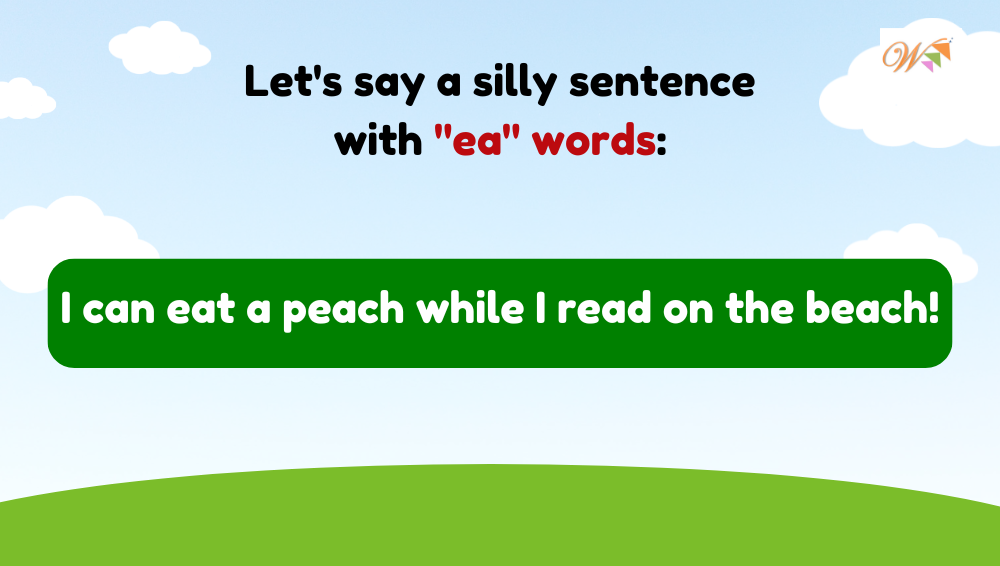 Let's say a silly sentence
with "ea" words:
I can eat a peach while I read on the beach!
W